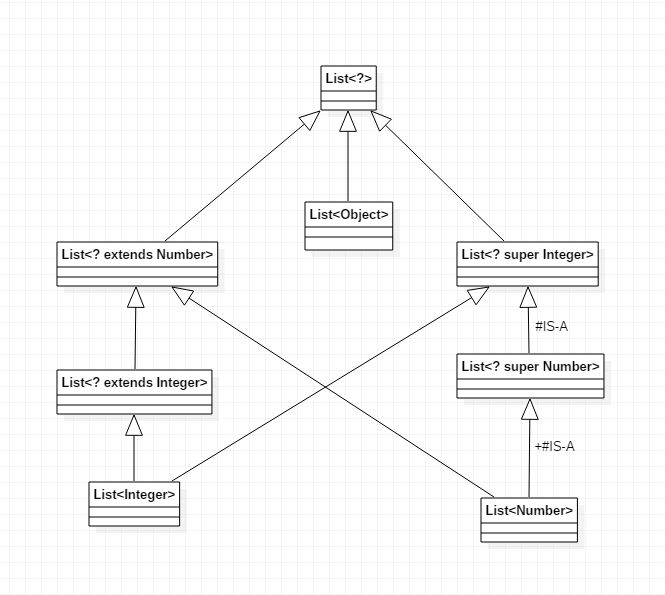 List<?>
List<Object>
List<? extends Number>
List<? super Integer>
#IS-A
List<? super Number>
List<? extends Integer>
+#IS-A
List<Integer>
List<Number>